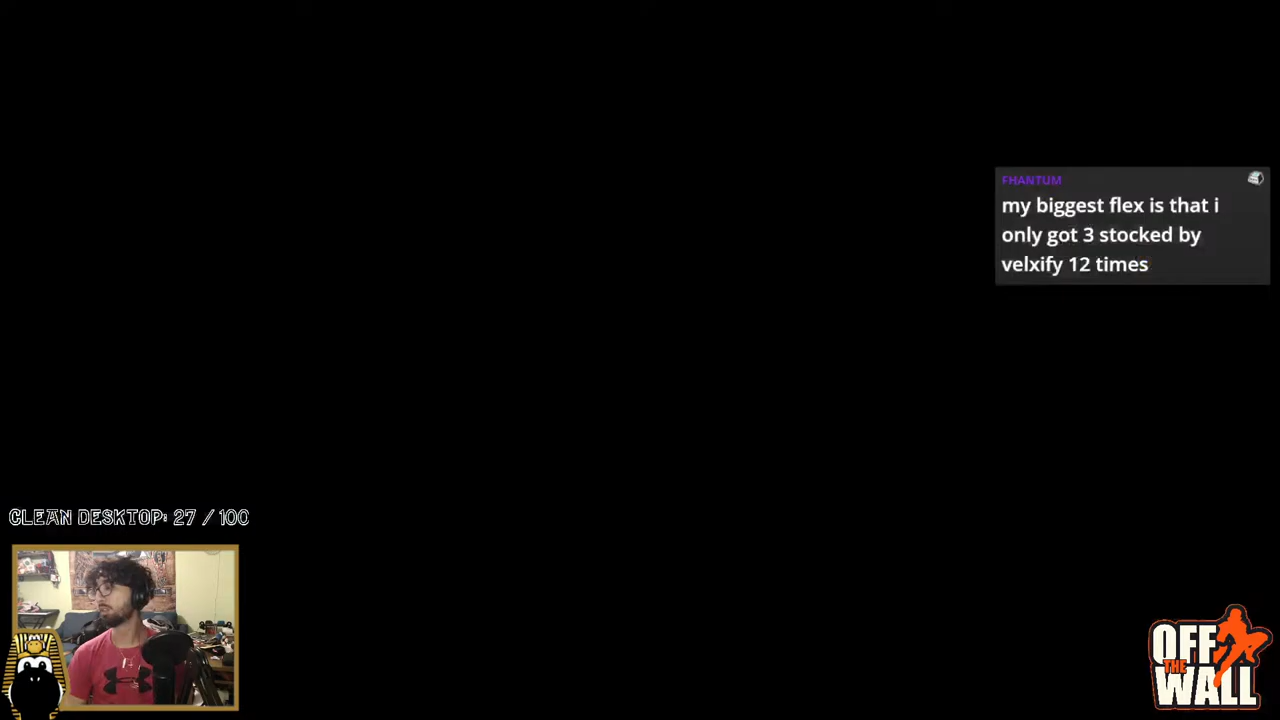 FHANTUM
my biggest flex is that i
only got 3 stocked by
velxify 12 times
CLEAN DESKTOP: 27 / 100
OFF
THE
WALL